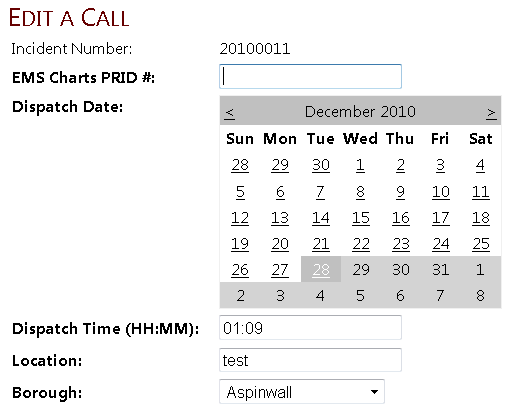 EDIT A CALL
Incident Number: 20100011
EMS Charts PRID #:
Dispatch Date:
< December 2010 >
Sun Mon Tue Wed Thu Fri Sat
28 29 30 1 2 3 4
5 6 7 8 9 10 11
12 13 14 15 16 17 18
19 20 21 22 23 24 25
26 27 28 29 30 31 1
2 3 4 5 6 7 8
Dispatch Time (HH:MM): 01:09
Location: test
Borough: Aspinwall